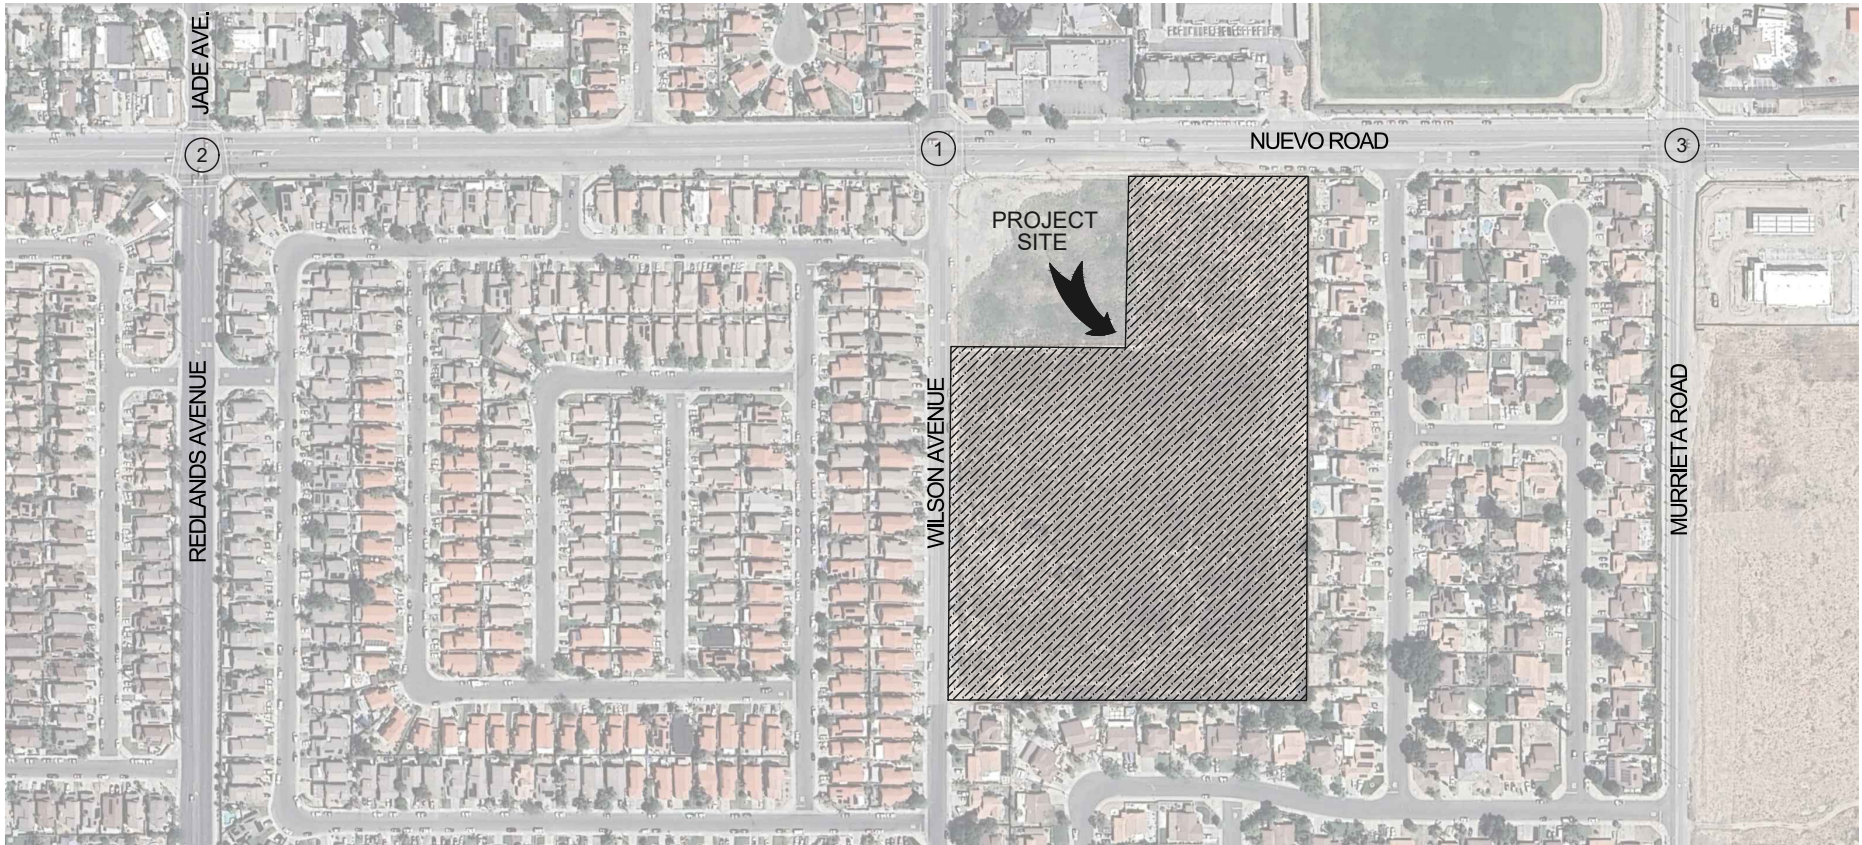 JADE AVE.
2
1
NUEVO ROAD
3
PROJECT
SITE
REDLANDS AVENUE
WILSON AVENUE
MURRIETA ROAD